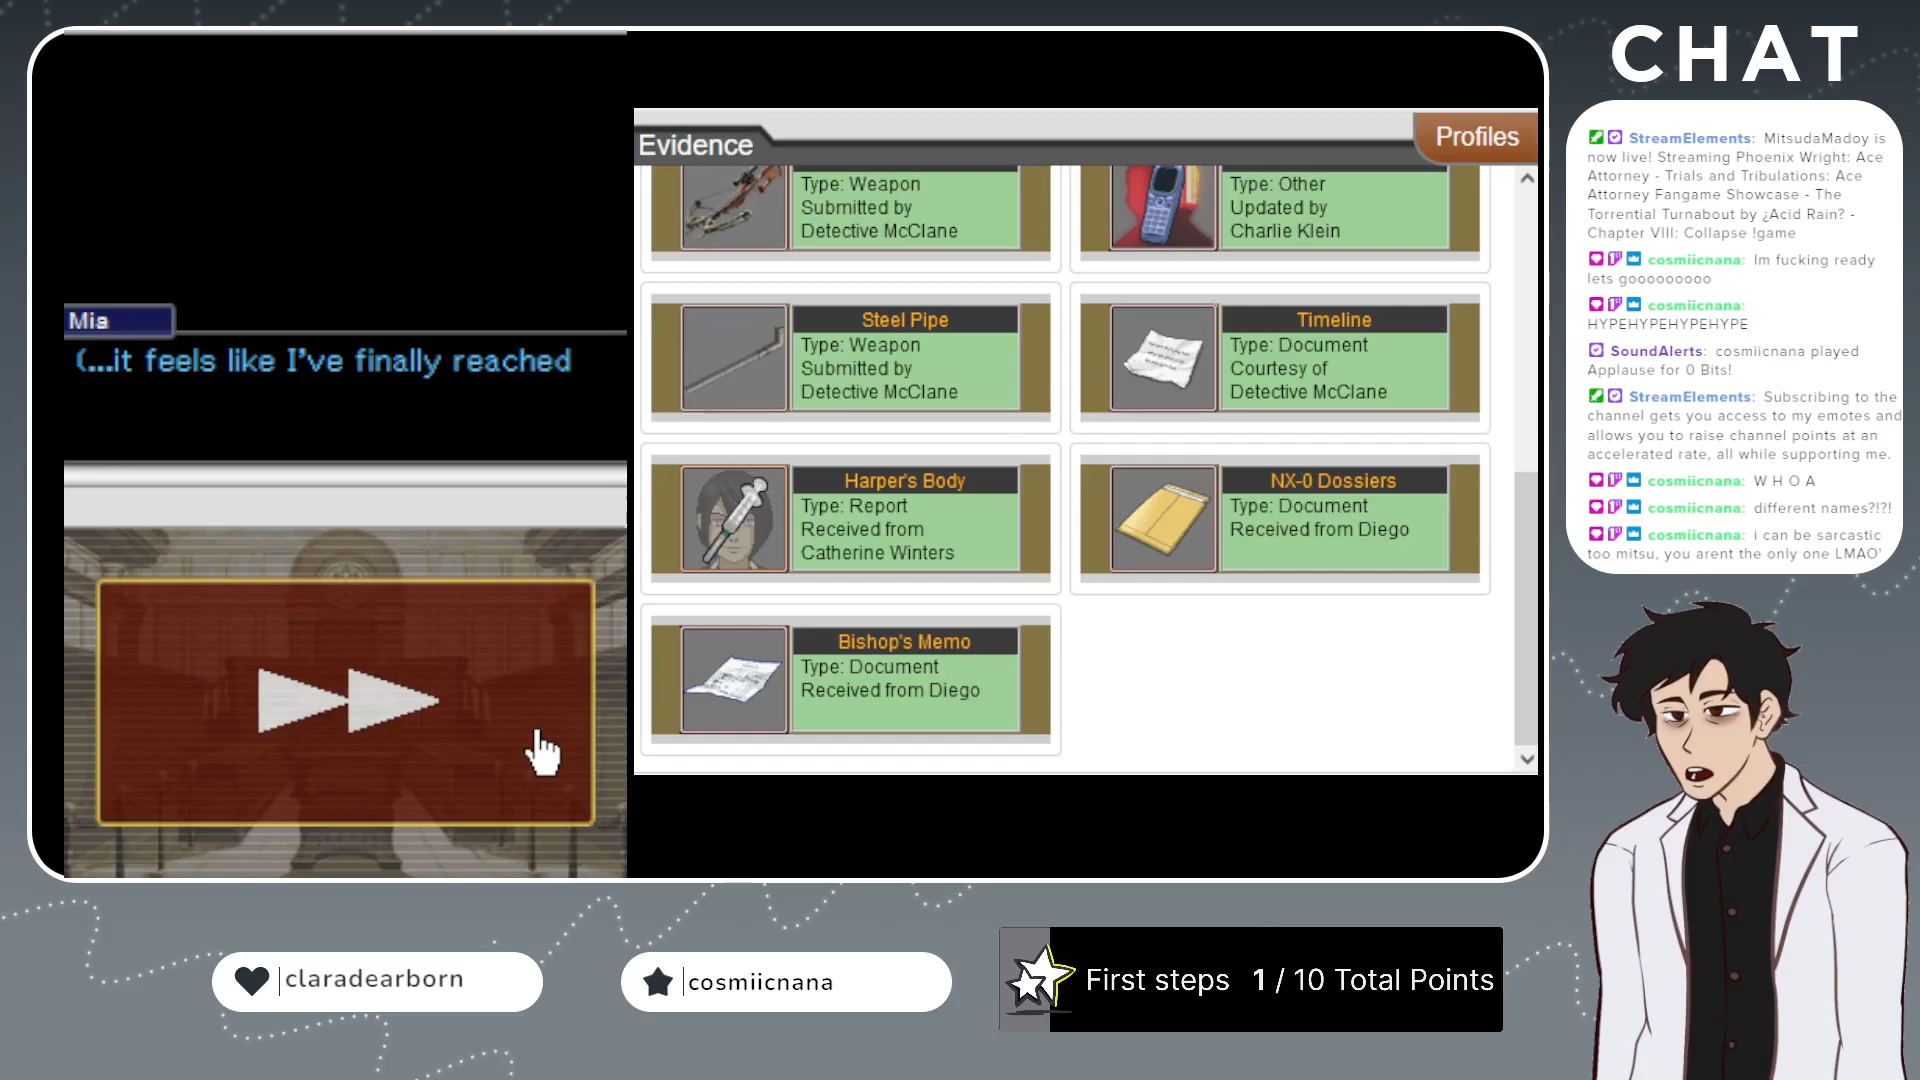 Mia
(...it feels like I've finally reached
Evidence
Profiles
Type: Weapon
Submitted by
Detective McClane
Type: Other
Updated by
Charlie Klein
Steel Pipe
Type: Weapon
Submitted by
Detective McClane
Timeline
Type: Document
Courtesy of
Detective McClane
Harper's Body
Type: Report
Received from
Catherine Winters
NX-0 Dossiers
Type: Document
Received from Diego
Bishop's Memo
Type: Document
Received from Diego
CHAT
StreamElements: MitsudaMadoy is
now live! Streaming Phoenix Wright: Ace
Attorney - Trials and Tribulations: Ace
Attorney Fangame Showcase - The
Torrential Turnabout by ¿Acid Rain? -
Chapter VIII: Collapse !game
cosmiicnana: Im fucking ready
lets gooooooooo
cosmiicnana:
HYPEHYPEHYPEHYPE
SoundAlerts: cosmiicnana played
Applause for 0 Bits!
StreamElements: Subscribing to the
channel gets you access to my emotes and
allows you to raise channel points at an
accelerated rate, all while supporting me.
cosmiicnana: W H O A
cosmiicnana: different names?!?!
cosmiicnana: i can be sarcastic
too mitsu, you arent the only one LMAO'
claradearborn
cosmiicnana
First steps 1 / 10 Total Points